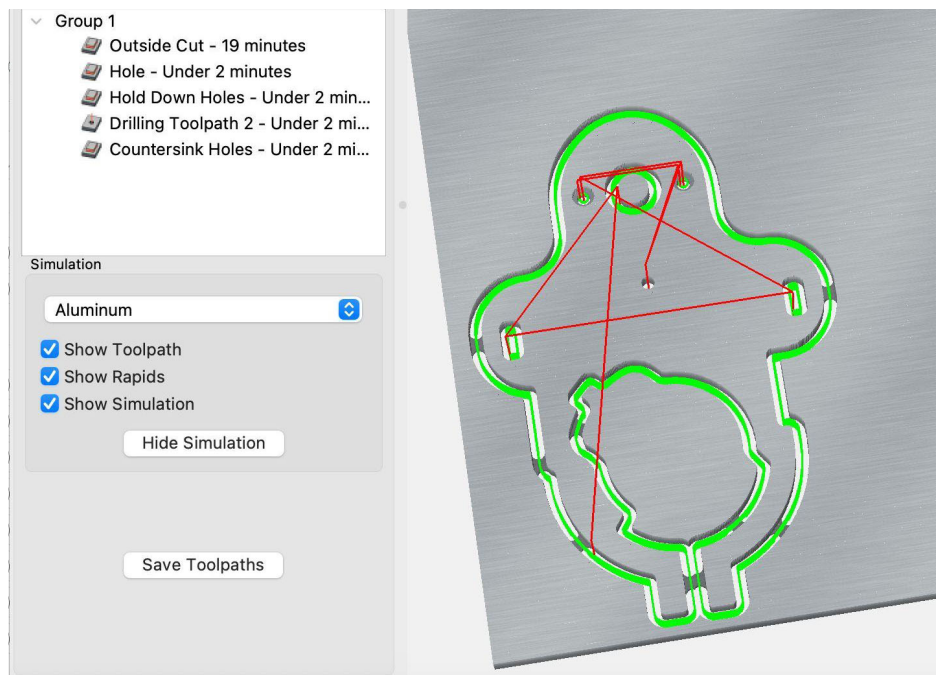 Group 1
Outside Cut - 19 minutes
Hole - Under 2 minutes
Hold Down Holes - Under 2 min...
Drilling Toolpath 2 - Under 2 mi...
Countersink Holes - Under 2 mi...
Simulation
Aluminum
Show Toolpath
Show Rapids
Show Simulation
Hide Simulation
Save Toolpaths